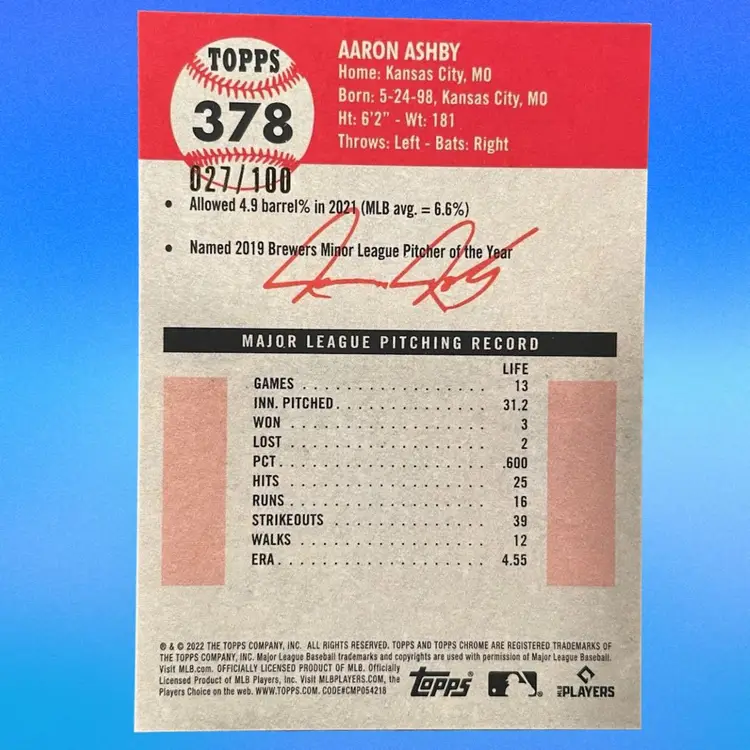 TOPPS
378
027/100
AARON ASHBY
Home: Kansas City, MO
Born: 5-24-98, Kansas City, MO
Ht: 6'2" - Wt: 181
Throws: Left - Bats: Right
• Allowed 4.9 barrel% in 2021 (MLB avg. = 6.6%)
• Named 2019 Brewers Minor League Pitcher of the Year
MAJOR LEAGUE PITCHING RECORD
LIFE
GAMES . . . . . . . . . . . . . . . . . . . . 13
INN. PITCHED . . . . . . . . . . . . . . . . 31.2
WON . . . . . . . . . . . . . . . . . . . . 3
LOST . . . . . . . . . . . . . . . . . . . . 2
PCT . . . . . . . . . . . . . . . . . . . . .600
HITS . . . . . . . . . . . . . . . . . . . . 25
RUNS . . . . . . . . . . . . . . . . . . . . 16
STRIKEOUTS . . . . . . . . . . . . . . . . 39
WALKS . . . . . . . . . . . . . . . . . . . 12
ERA . . . . . . . . . . . . . . . . . . . . 4.55
® & © 2022 THE TOPPS COMPANY, INC. ALL RIGHTS RESERVED. TOPPS AND TOPPS CHROME ARE REGISTERED TRADEMARKS OF
THE TOPPS COMPANY, INC. Major League Baseball trademarks and copyrights are used with permission of Major League Baseball.
Visit MLB.com. OFFICIALLY LICENSED PRODUCT OF MLB. Officially
Licensed Product of MLB Players, Inc. Visit MLBPLAYERS.COM, the
Players Choice on the web. WWW.TOPPS.COM. CODE#CMP054218
topps®
MLB PLAYERS